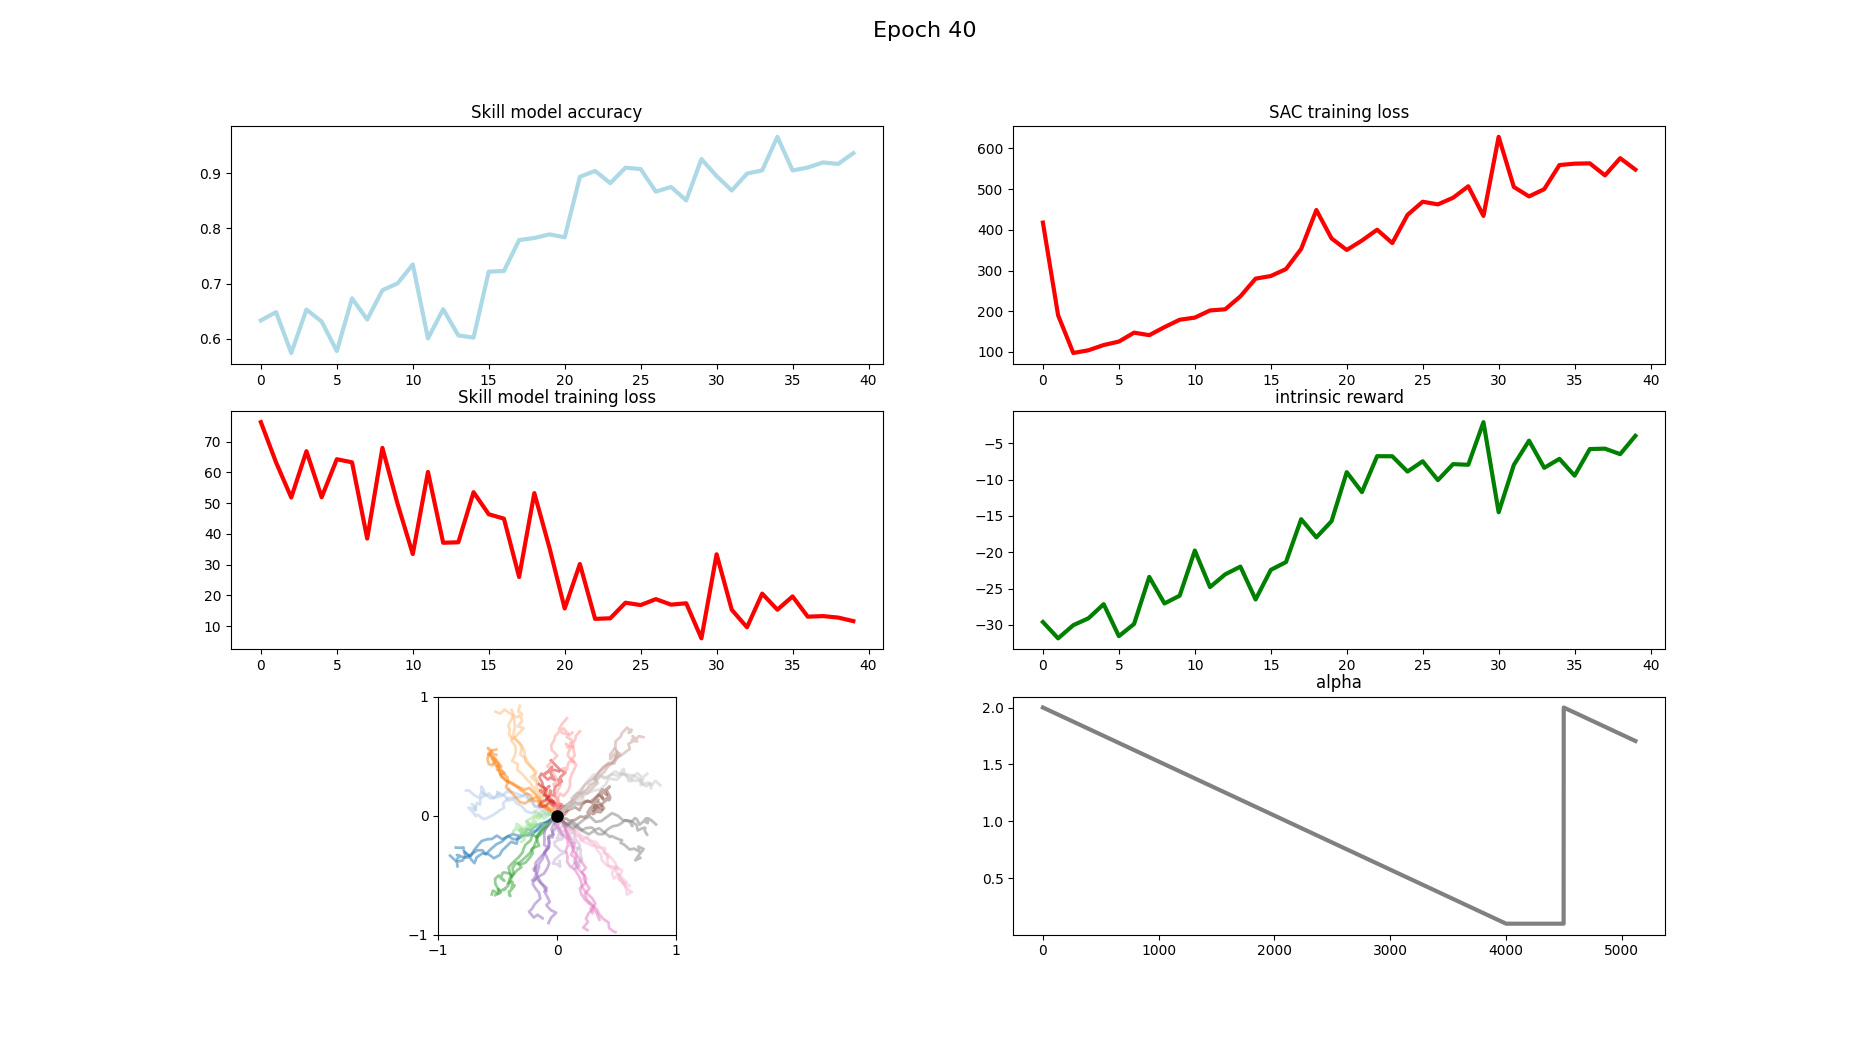 Epoch 40
Skill model accuracy
0.9
0.8
0.7
0.6
0 5 10 15 20 25 30 35 40
SAC training loss
600
500
400
300
200
100
0 5 10 15 20 25 30 35 40
Skill model training loss
70
60
50
40
30
20
10
0 5 10 15 20 25 30 35 40
intrinsic reward
−5
−10
−15
−20
−25
−30
0 5 10 15 20 25 30 35 40
1
0
−1
−1 0 1
alpha
2.0
1.5
1.0
0.5
0 1000 2000 3000 4000 5000